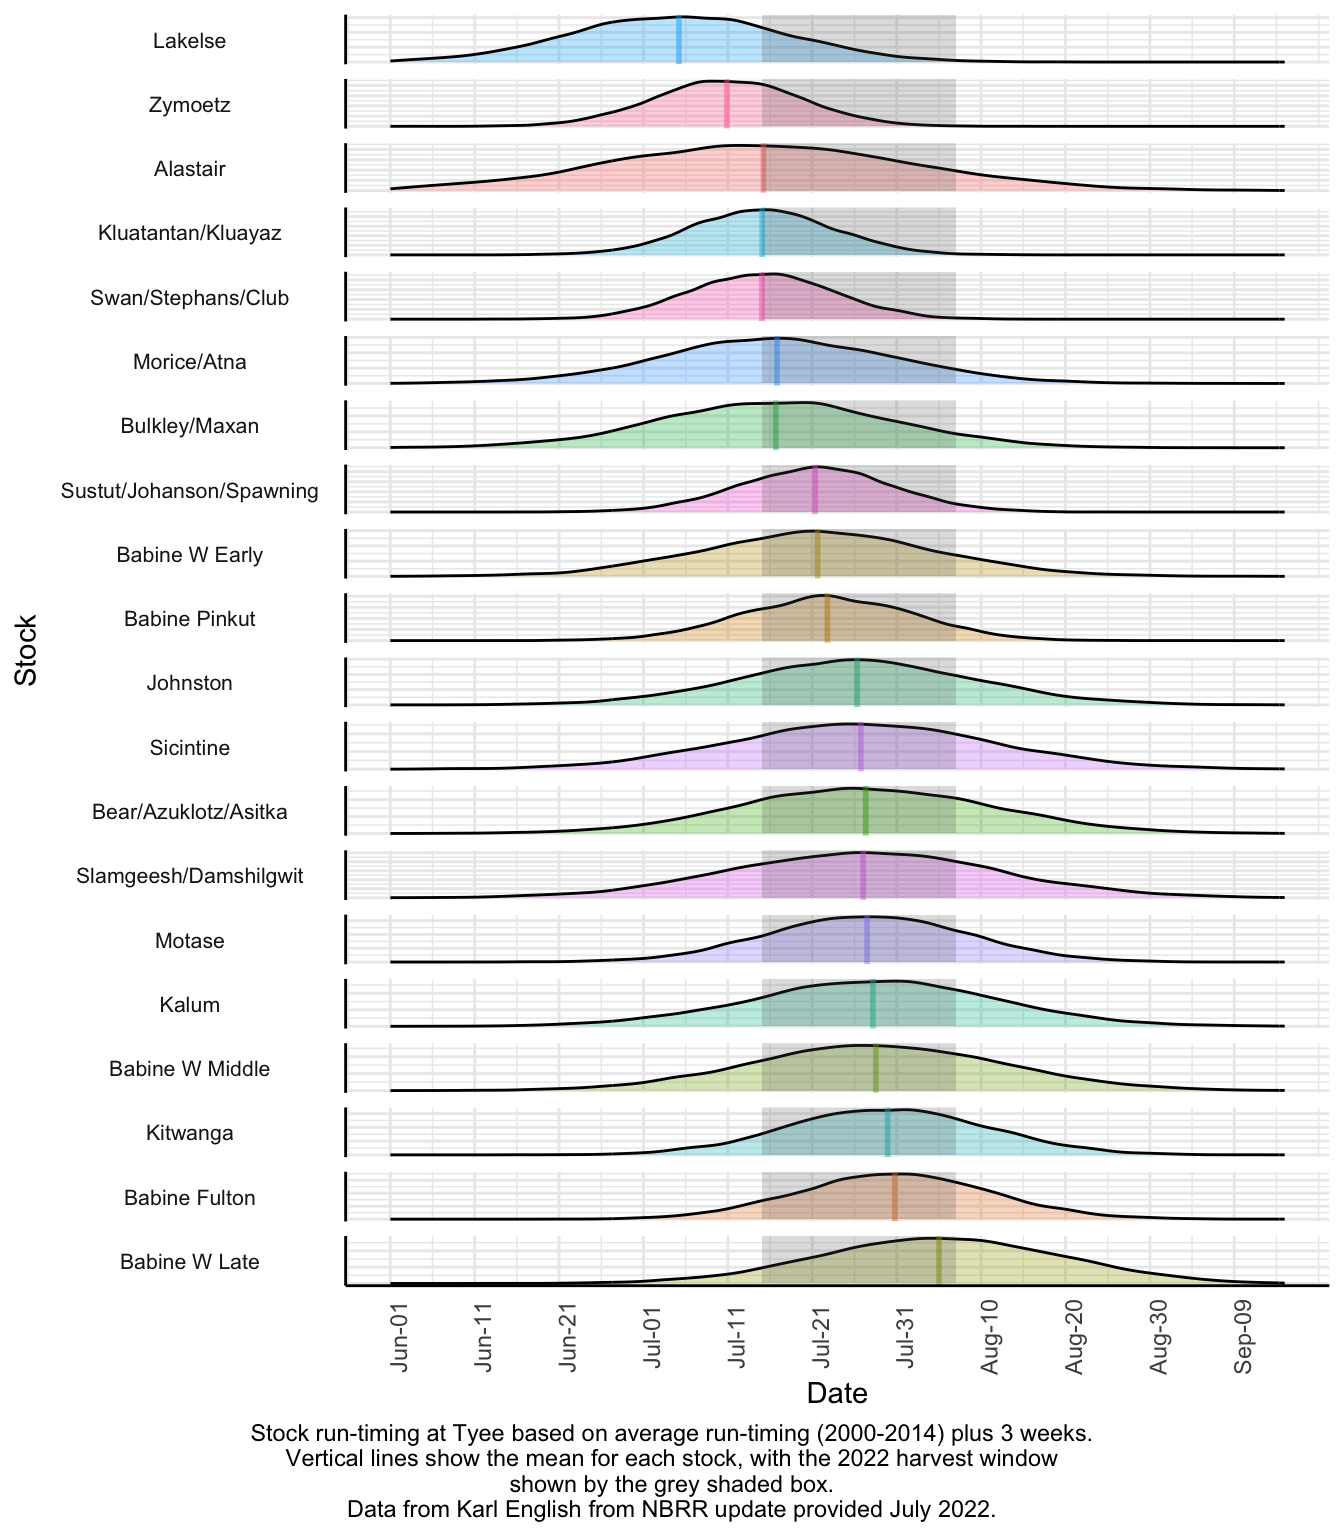 Lakelse
Zymoetz
Alastair
Kluatantan/Kluayaz
Swan/Stephans/Club
Morice/Atna
Bulkley/Maxan
Sustut/Johanson/Spawning
Babine W Early
Babine Pinkut
Johnston
Sicintine
Bear/Azuklotz/Asitka
Slamgeesh/Damshilgwit
Motase
Kalum
Babine W Middle
Kitwanga
Babine Fulton
Babine W Late
Stock
Jun-01
Jun-11
Jun-21
Jul-01
Jul-11
Jul-21
Jul-31
Aug-10
Aug-20
Aug-30
Sep-09
Date
Stock run-timing at Tyee based on average run-timing (2000-2014) plus 3 weeks.
Vertical lines show the mean for each stock, with the 2022 harvest window
shown by the grey shaded box.
Data from Karl English from NBRR update provided July 2022.